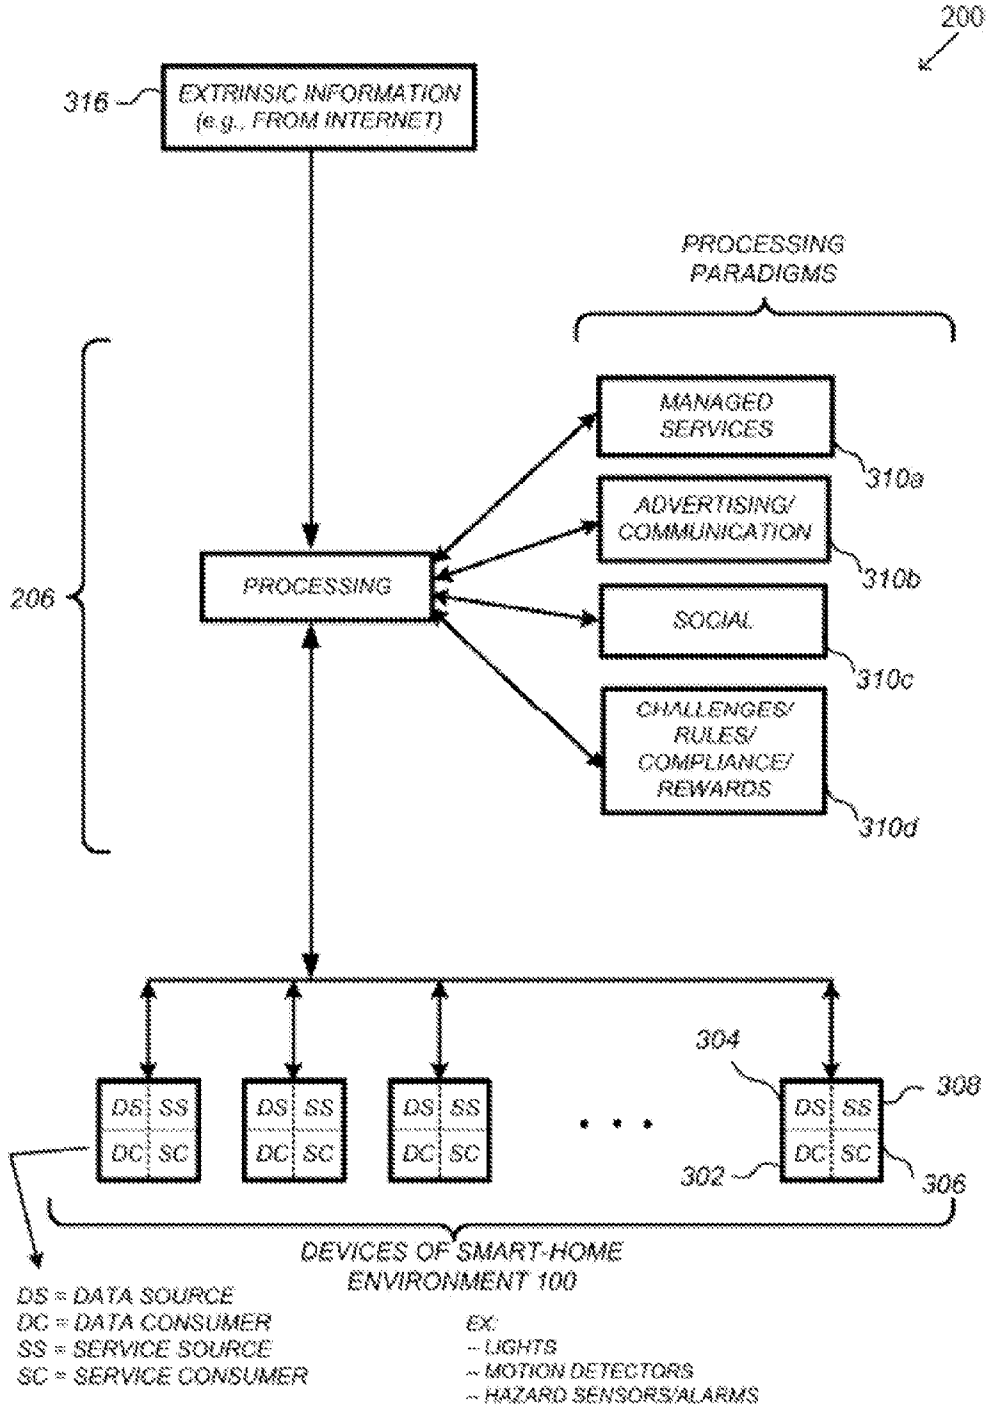 200
316
EXTRINSIC INFORMATION
(e.g., FROM INTERNET)
PROCESSING
PARADIGMS
MANAGED
SERVICES
310a
ADVERTISING/
COMMUNICATION
310b
206
PROCESSING
SOCIAL
310c
CHALLENGES/
RULES/
COMPLIANCE/
REWARDS
310d
304
308
DS SS
DC SC
DS SS
DC SC
DS SS
DC SC
. . .
DS SS
DC SC
302
306
DEVICES OF SMART-HOME
ENVIRONMENT 100
DS = DATA SOURCE
DC = DATA CONSUMER
SS = SERVICE SOURCE
SC = SERVICE CONSUMER
EX:
-- LIGHTS
-- MOTION DETECTORS
-- HAZARD SENSORS/ALARMS